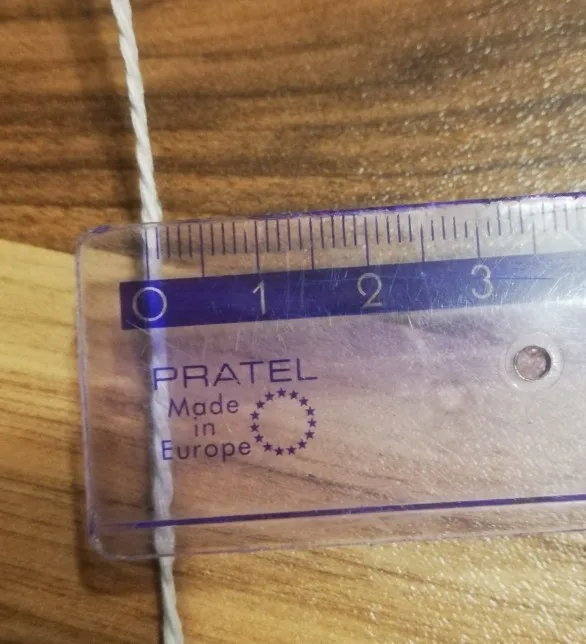 0 1 2 3
PRATEL
Made
in
Europe